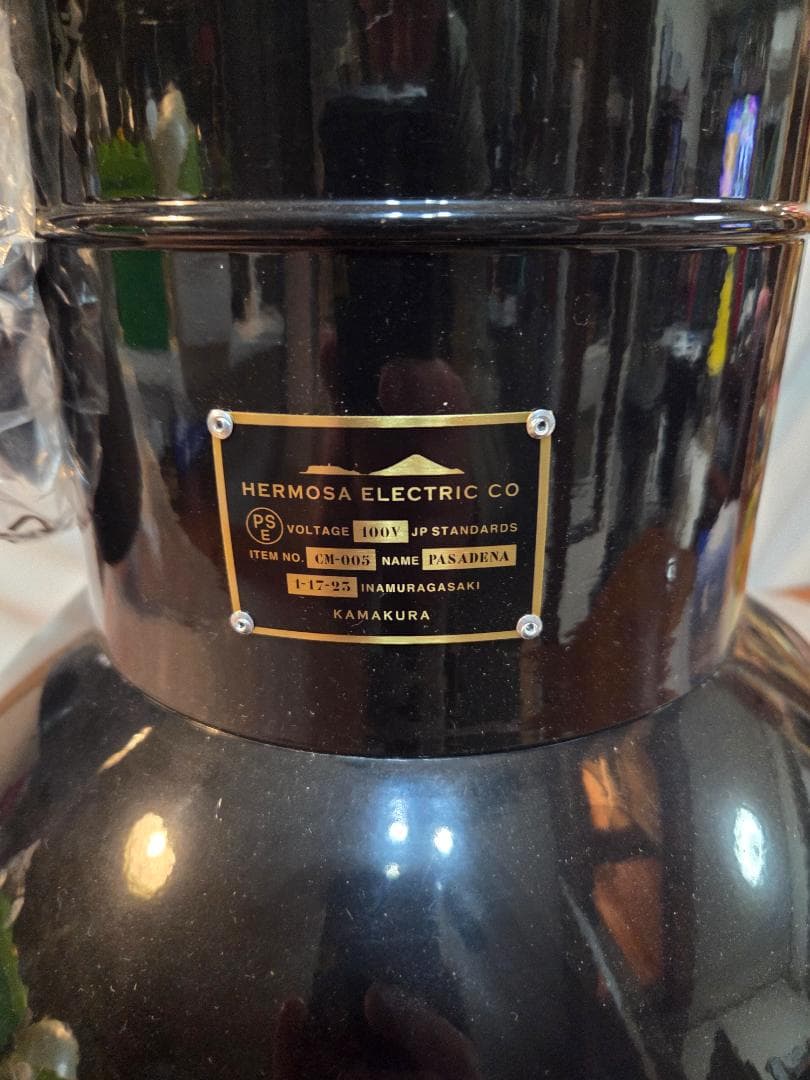 HERMOSA ELECTRIC CO
PSE VOLTAGE 100V JP STANDARDS
ITEM NO. CM-005 NAME PASADENA
1-17-23 INAMURAGASAKI
KAMAKURA